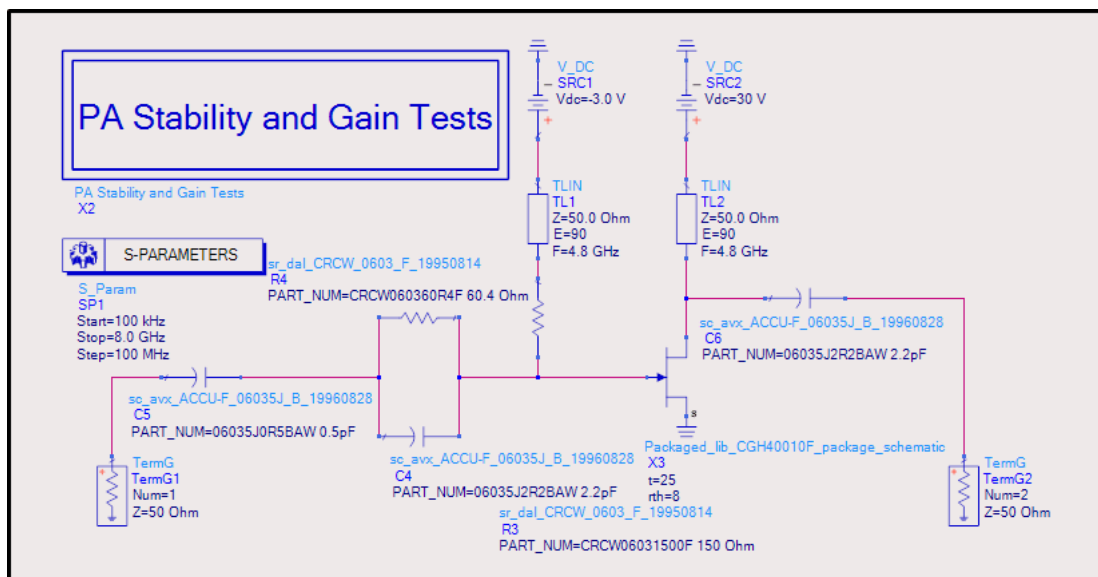 PA Stability and Gain Tests
PA Stability and Gain Tests
X2
V_DC
SRC1
Vdc=-3.0 V
V_DC
SRC2
Vdc=30 V
TLIN
TL1
Z=50.0 Ohm
E=90
F=4.8 GHz
TLIN
TL2
Z=50.0 Ohm
E=90
F=4.8 GHz
S-PARAMETERS
S_Param
SP1
Start=100 kHz
Stop=8.0 GHz
Step=100 MHz
sr_dal_CRCW_0603_F_19950814
R4
PART_NUM=CRCW060360R4F 60.4 Ohm
sc_avx_ACCU-F_06035J_B_19960828
C6
PART_NUM=06035J2R2BAW 2.2pF
sc_avx_ACCU-F_06035J_B_19960828
C5
PART_NUM=06035J0R5BAW 0.5pF
s
sc_avx_ACCU-F_06035J_B_19960828
C4
PART_NUM=06035J2R2BAW 2.2pF
Packaged_lib_CGH40010F_package_schematic
X3
t=25
rth=8
sr_dal_CRCW_0603_F_19950814
R3
PART_NUM=CRCW06031500F 150 Ohm
TermG
TermG1
Num=1
Z=50 Ohm
TermG
TermG2
Num=2
Z=50 Ohm